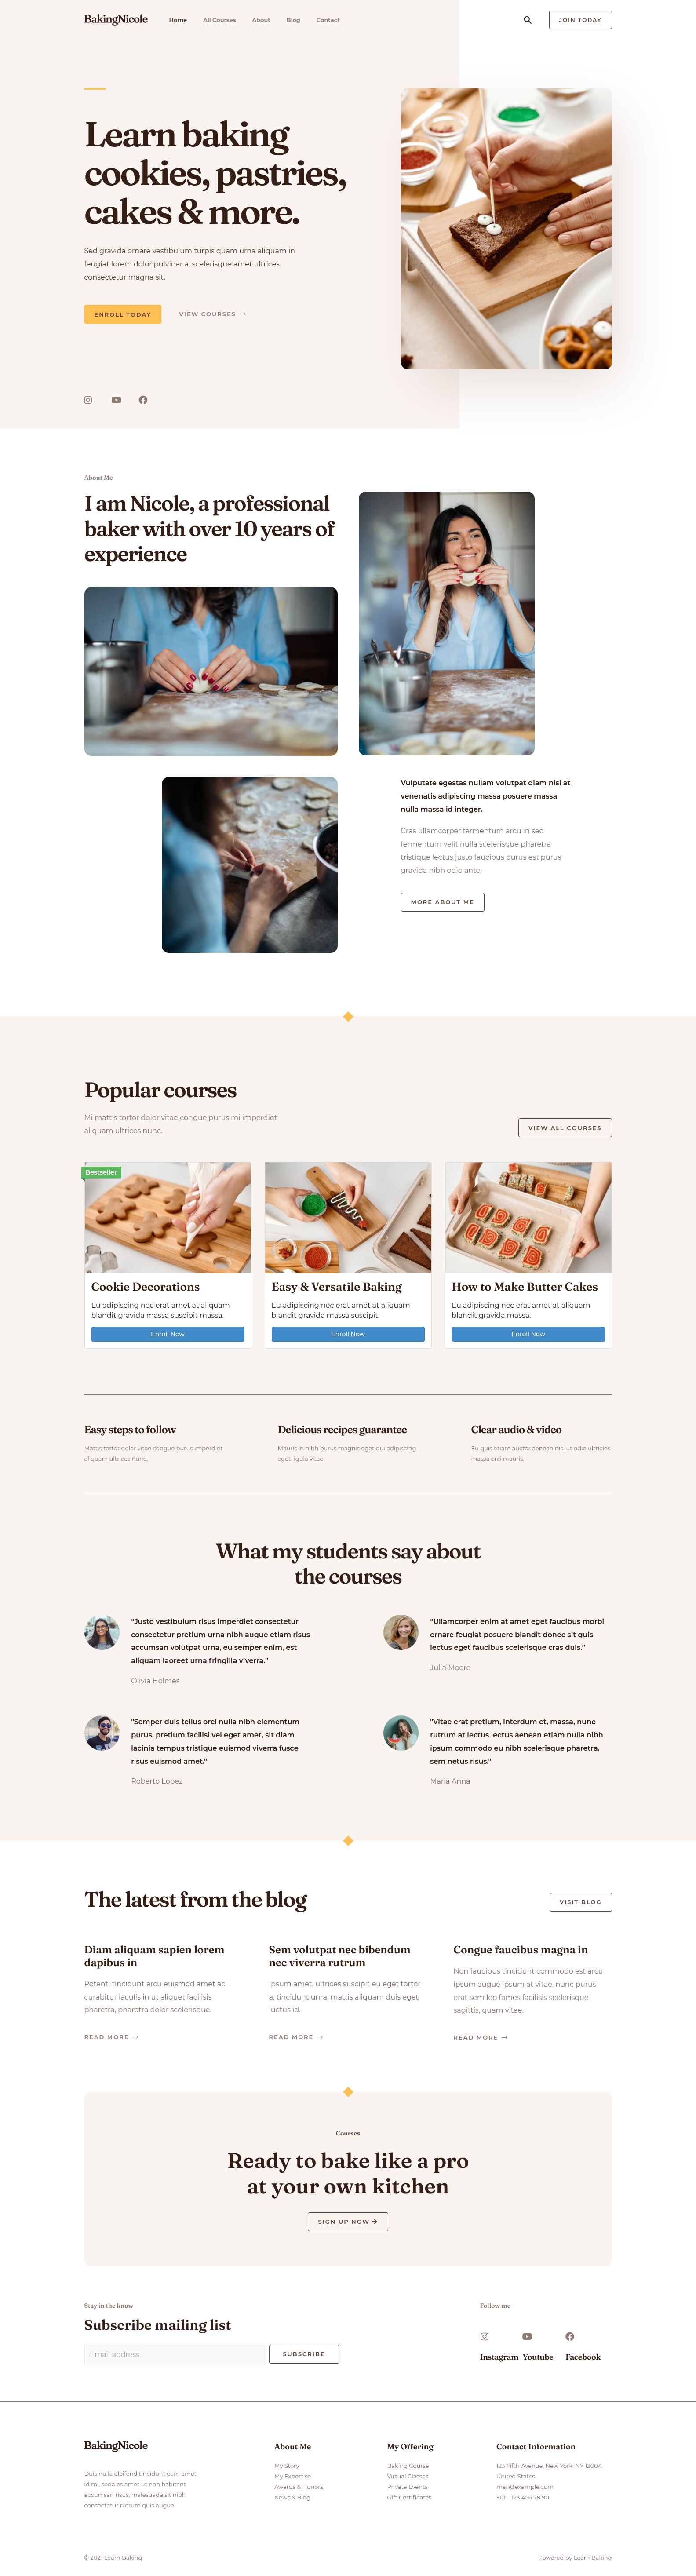 BakingNicole
Home
All Courses
About
Blog
Contact
JOIN TODAY
Learn baking
cookies, pastries,
cakes & more.
Sed gravida ornare vestibulum turpis quam urna aliquam in
feugiat lorem dolor pulvinar a, scelerisque amet ultrices
consectetur magna sit.
ENROLL TODAY
VIEW COURSES
About Me
I am Nicole, a professional
baker with over 10 years of
experience
Vulputate egestas nullam volutpat diam nisi at
venenatis adipiscing massa posuere massa
nulla massa id integer.
Cras ullamcorper fermentum arcu in sed
fermentum velit nulla scelerisque pharetra
tristique lectus justo faucibus purus est purus
gravida nibh odio ante.
MORE ABOUT ME
Popular courses
Mi mattis tortor dolor vitae congue purus mi imperdiet
aliquam ultrices nunc.
VIEW ALL COURSES
Bestseller
Cookie Decorations
Eu adipiscing nec erat amet at aliquam
blandit gravida massa suscipit massa.
Enroll Now
Easy & Versatile Baking
Eu adipiscing nec erat amet at aliquam
blandit gravida massa suscipit.
Enroll Now
How to Make Butter Cakes
Eu adipiscing nec erat amet at aliquam
blandit gravida massa.
Enroll Now
Easy steps to follow
Mattis tortor dolor vitae congue purus imperdiet
aliquam ultrices nunc.
Delicious recipes guarantee
Mauris in nibh purus magnis eget dui adipiscing
eget ligula vitae.
Clear audio & video
Eu quis etiam auctor aenean nisl ut odio ultricies
massa orci mauris.
What my students say about
the courses
“Justo vestibulum risus imperdiet consectetur
consectetur pretium urna nibh augue etiam risus
accumsan volutpat urna, eu semper enim, est
aliquam laoreet urna fringilla viverra.”
Olivia Holmes
“Ullamcorper enim at amet eget faucibus morbi
ornare feugiat posuere blandit donec sit quis
lectus eget faucibus scelerisque cras duis.”
Julia Moore
"Semper duis tellus orci nulla nibh elementum
purus, pretium facilisi vel eget amet, sit diam
lacinia tempus tristique euismod viverra fusce
risus euismod amet."
Roberto Lopez
"Vitae erat pretium, interdum et, massa, nunc
rutrum at lectus lectus aenean etiam nulla nibh
ipsum commodo eu nibh scelerisque pharetra,
sem netus risus."
Maria Anna
The latest from the blog
VISIT BLOG
Diam aliquam sapien lorem
dapibus in
Potenti tincidunt arcu euismod amet ac
curabitur iaculis in ut aliquet facilisis
pharetra, pharetra dolor scelerisque.
READ MORE
Sem volutpat nec bibendum
nec viverra rutrum
Ipsum amet, ultrices suscipit eu eget tortor
a, tincidunt urna, mattis aliquam duis eget
luctus id.
READ MORE
Congue faucibus magna in
Non faucibus tincidunt commodo est arcu
ipsum augue ipsum at vitae, nunc purus
erat sem leo fames facilisis scelerisque
sagittis, quam vitae.
READ MORE
Courses
Ready to bake like a pro
at your own kitchen
SIGN UP NOW
Stay in the know
Subscribe mailing list
Email address
SUBSCRIBE
Follow me
Instagram
Youtube
Facebook
BakingNicole
Duis nulla eleifend tincidunt cum amet
id mi, sodales amet ut non habitant
accumsan risus, malesuada sit nibh
consectetur rutrum quis augue.
About Me
My Story
My Expertise
Awards & Honors
News & Blog
My Offering
Baking Course
Virtual Classes
Private Events
Gift Certificates
Contact Information
123 Fifth Avenue, New York, NY 12004.
United States.
mail@example.com
+01 – 123 456 78 90
© 2021 Learn Baking
Powered by Learn Baking